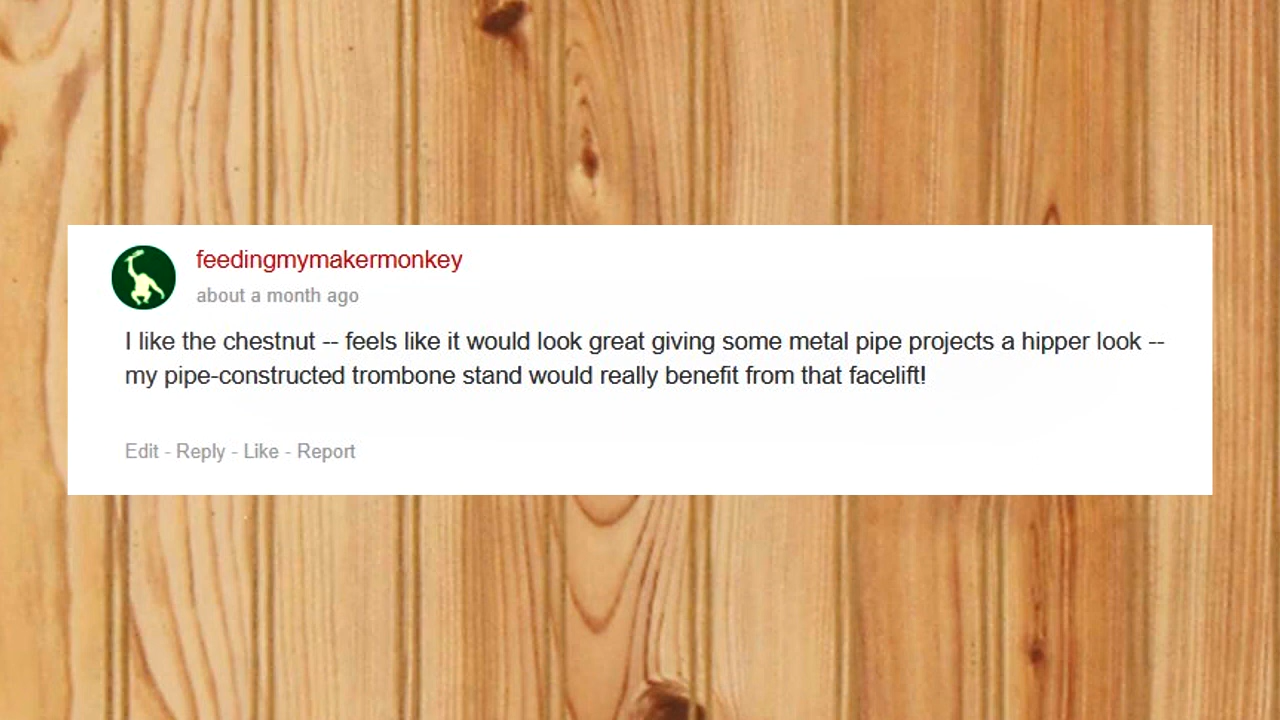 feedingmymakermonkey
about a month ago
I like the chestnut -- feels like it would look great giving some metal pipe projects a hipper look --
my pipe-constructed trombone stand would really benefit from that facelift!
Edit - Reply - Like - Report